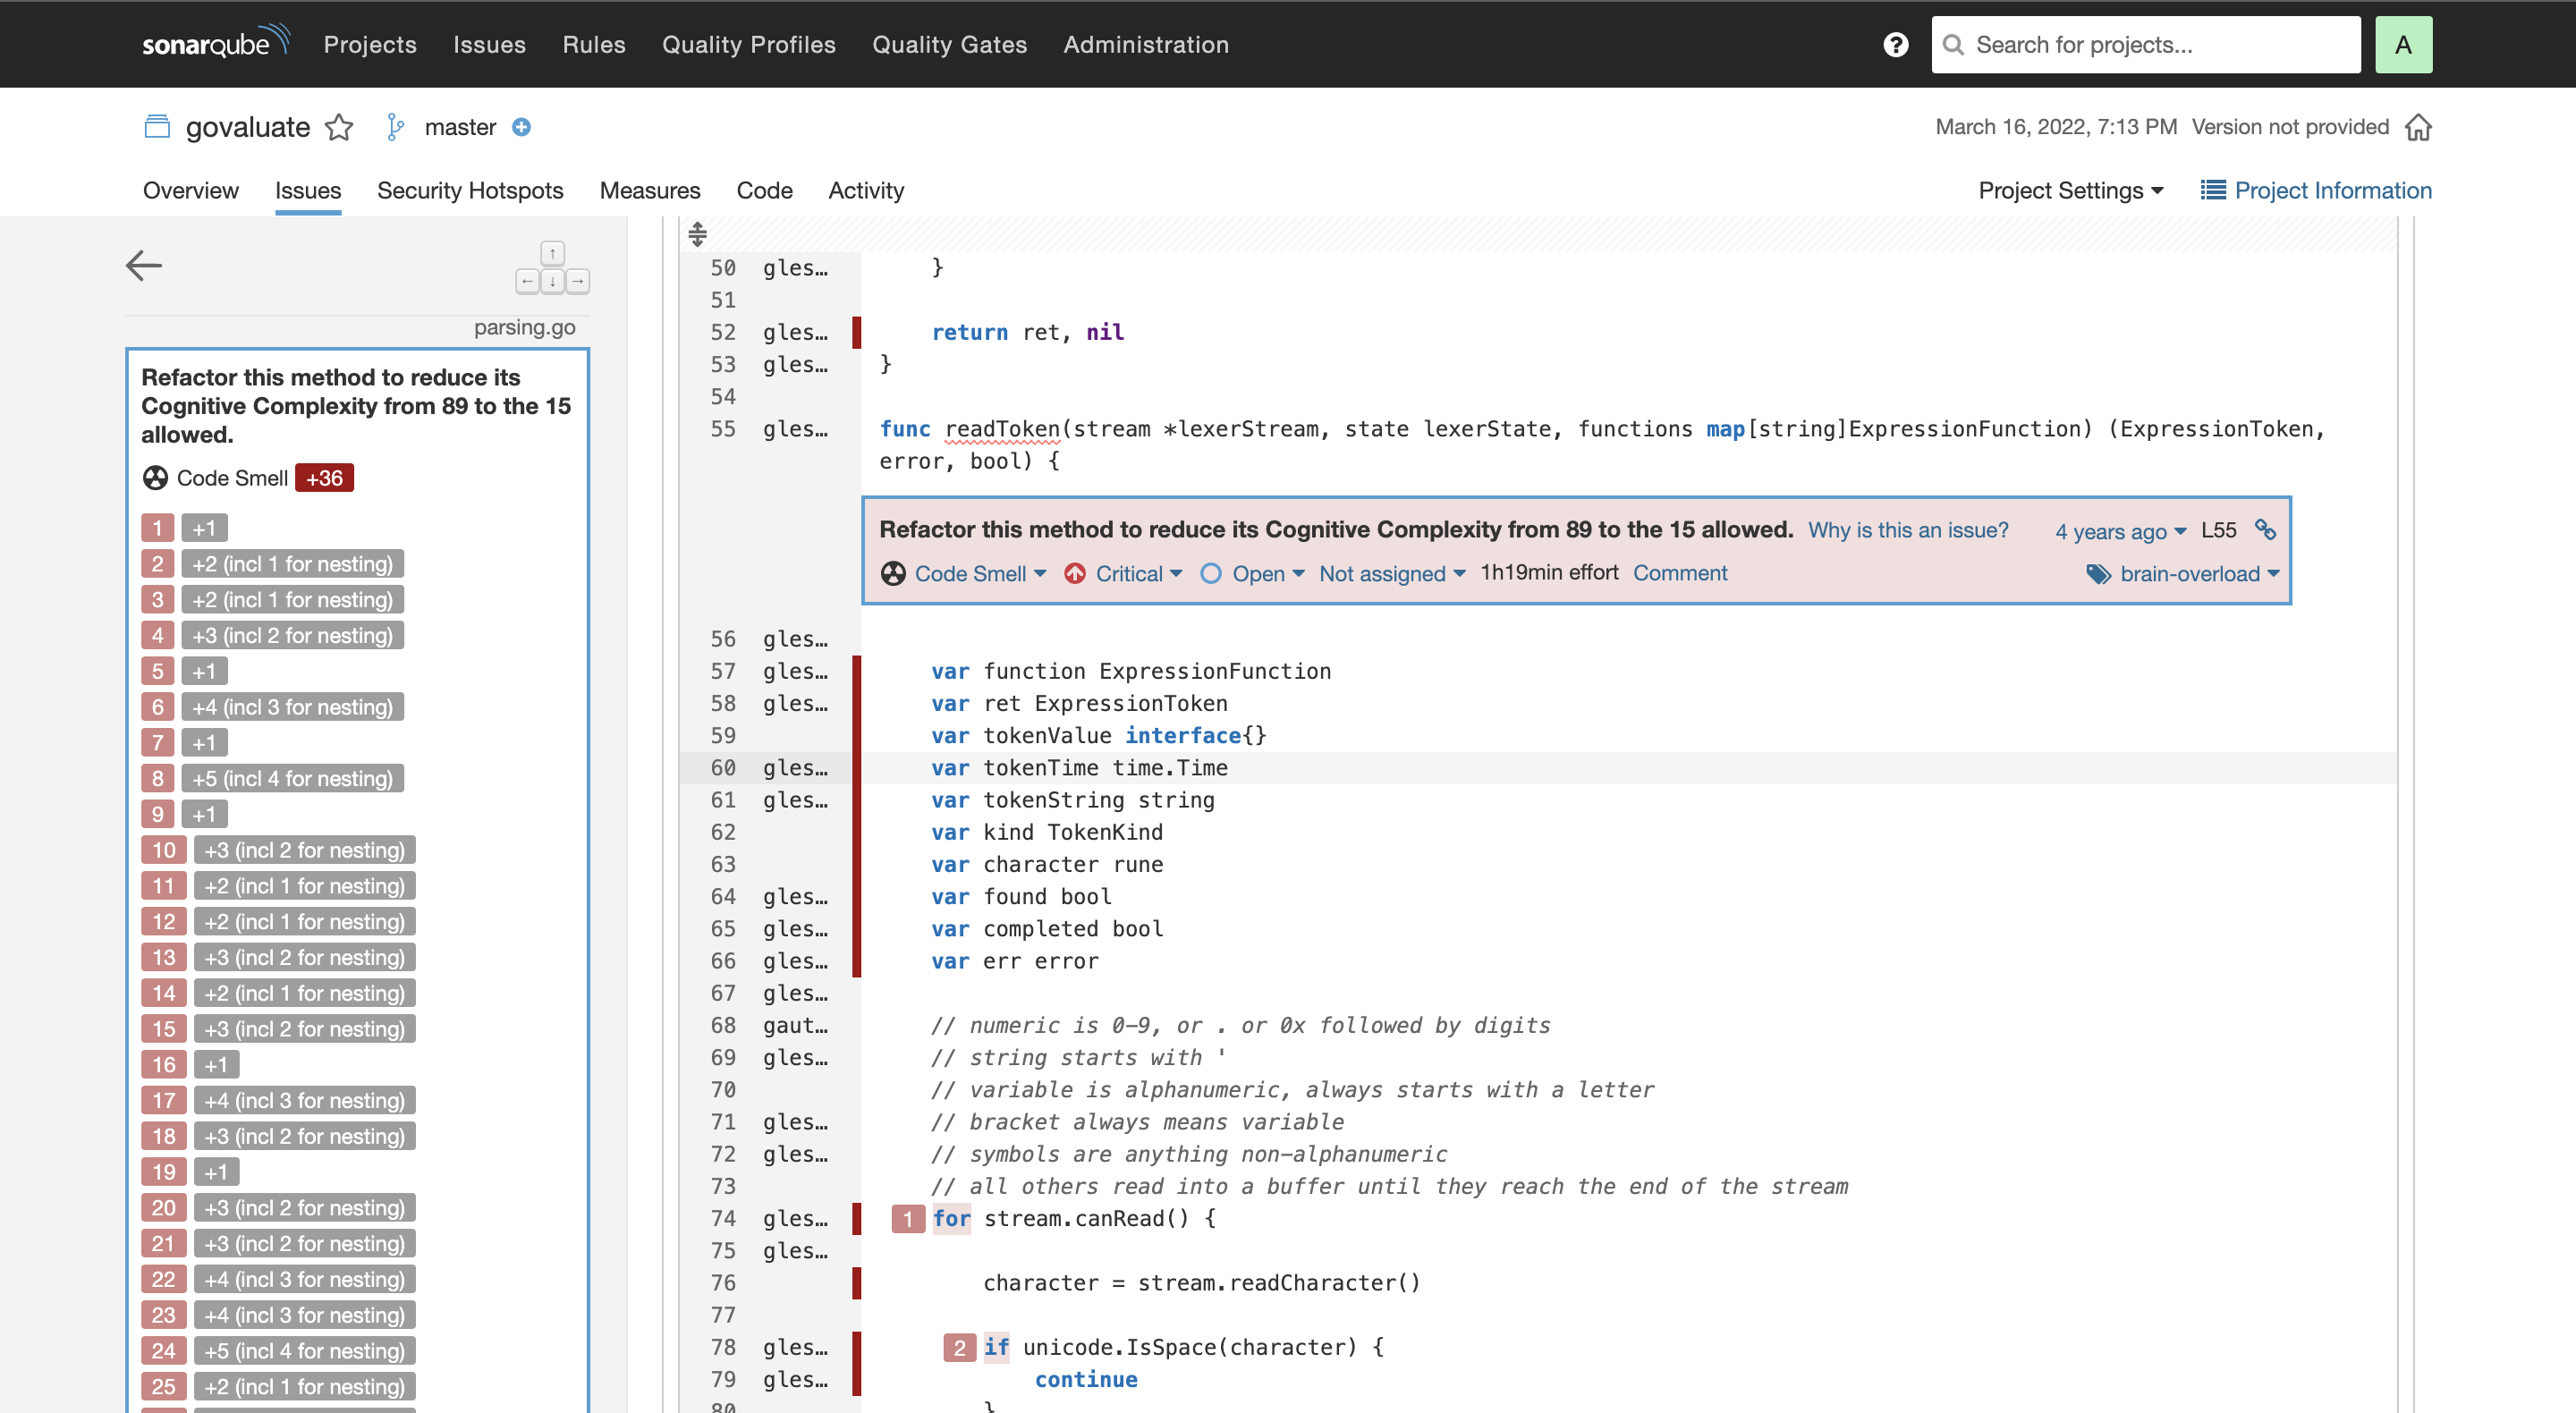 sonarqube Projects Issues Rules Quality Profiles Quality Gates Administration ? Search for projects... A
govaluate master March 16, 2022, 7:13 PM Version not provided
Overview Issues Security Hotspots Measures Code Activity Project Settings Project Information
parsing.go
Refactor this method to reduce its
Cognitive Complexity from 89 to the 15
allowed.
Code Smell +36
1 +1
2 +2 (incl 1 for nesting)
3 +2 (incl 1 for nesting)
4 +3 (incl 2 for nesting)
5 +1
6 +4 (incl 3 for nesting)
7 +1
8 +5 (incl 4 for nesting)
9 +1
10 +3 (incl 2 for nesting)
11 +2 (incl 1 for nesting)
12 +2 (incl 1 for nesting)
13 +3 (incl 2 for nesting)
14 +2 (incl 1 for nesting)
15 +3 (incl 2 for nesting)
16 +1
17 +4 (incl 3 for nesting)
18 +3 (incl 2 for nesting)
19 +1
20 +3 (incl 2 for nesting)
21 +3 (incl 2 for nesting)
22 +4 (incl 3 for nesting)
23 +4 (incl 3 for nesting)
24 +5 (incl 4 for nesting)
25 +2 (incl 1 for nesting)
50 gles… }
51
52 gles… return ret, nil
53 gles… }
54
55 gles… func readToken(stream *lexerStream, state lexerState, functions map[string]ExpressionFunction) (ExpressionToken,
error, bool) {
Refactor this method to reduce its Cognitive Complexity from 89 to the 15 allowed. Why is this an issue? 4 years ago L55
Code Smell Critical Open Not assigned 1h19min effort Comment brain-overload
56 gles…
57 gles… var function ExpressionFunction
58 gles… var ret ExpressionToken
59 var tokenValue interface{}
60 gles… var tokenTime time.Time
61 gles… var tokenString string
62 var kind TokenKind
63 var character rune
64 gles… var found bool
65 gles… var completed bool
66 gles… var err error
67 gles…
68 gaut… // numeric is 0-9, or . or 0x followed by digits
69 gles… // string starts with '
70 // variable is alphanumeric, always starts with a letter
71 gles… // bracket always means variable
72 gles… // symbols are anything non-alphanumeric
73 // all others read into a buffer until they reach the end of the stream
74 gles… 1 for stream.canRead() {
75 gles…
76 character = stream.readCharacter()
77
78 gles… 2 if unicode.IsSpace(character) {
79 gles… continue
80 }